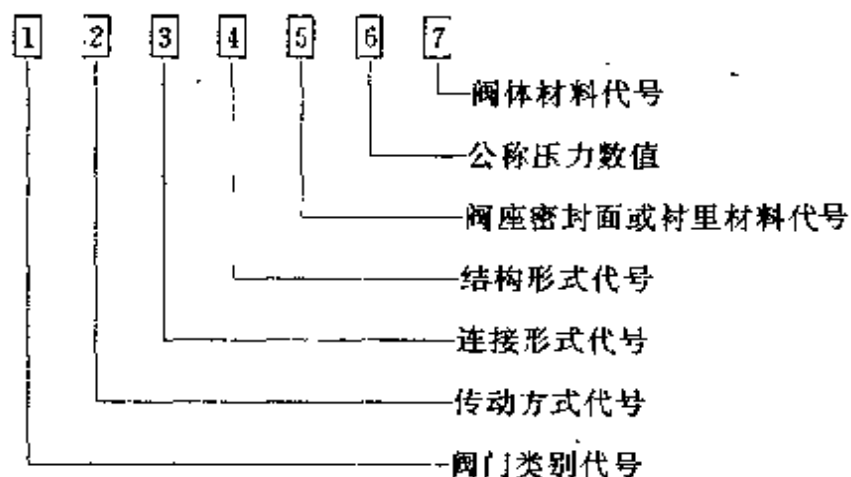 1 2 3 4 5 6 7
阀体材料代号
公称压力数值
阀座密封面或衬里材料代号
结构形式代号
连接形式代号
传动方式代号
阀门类别代号